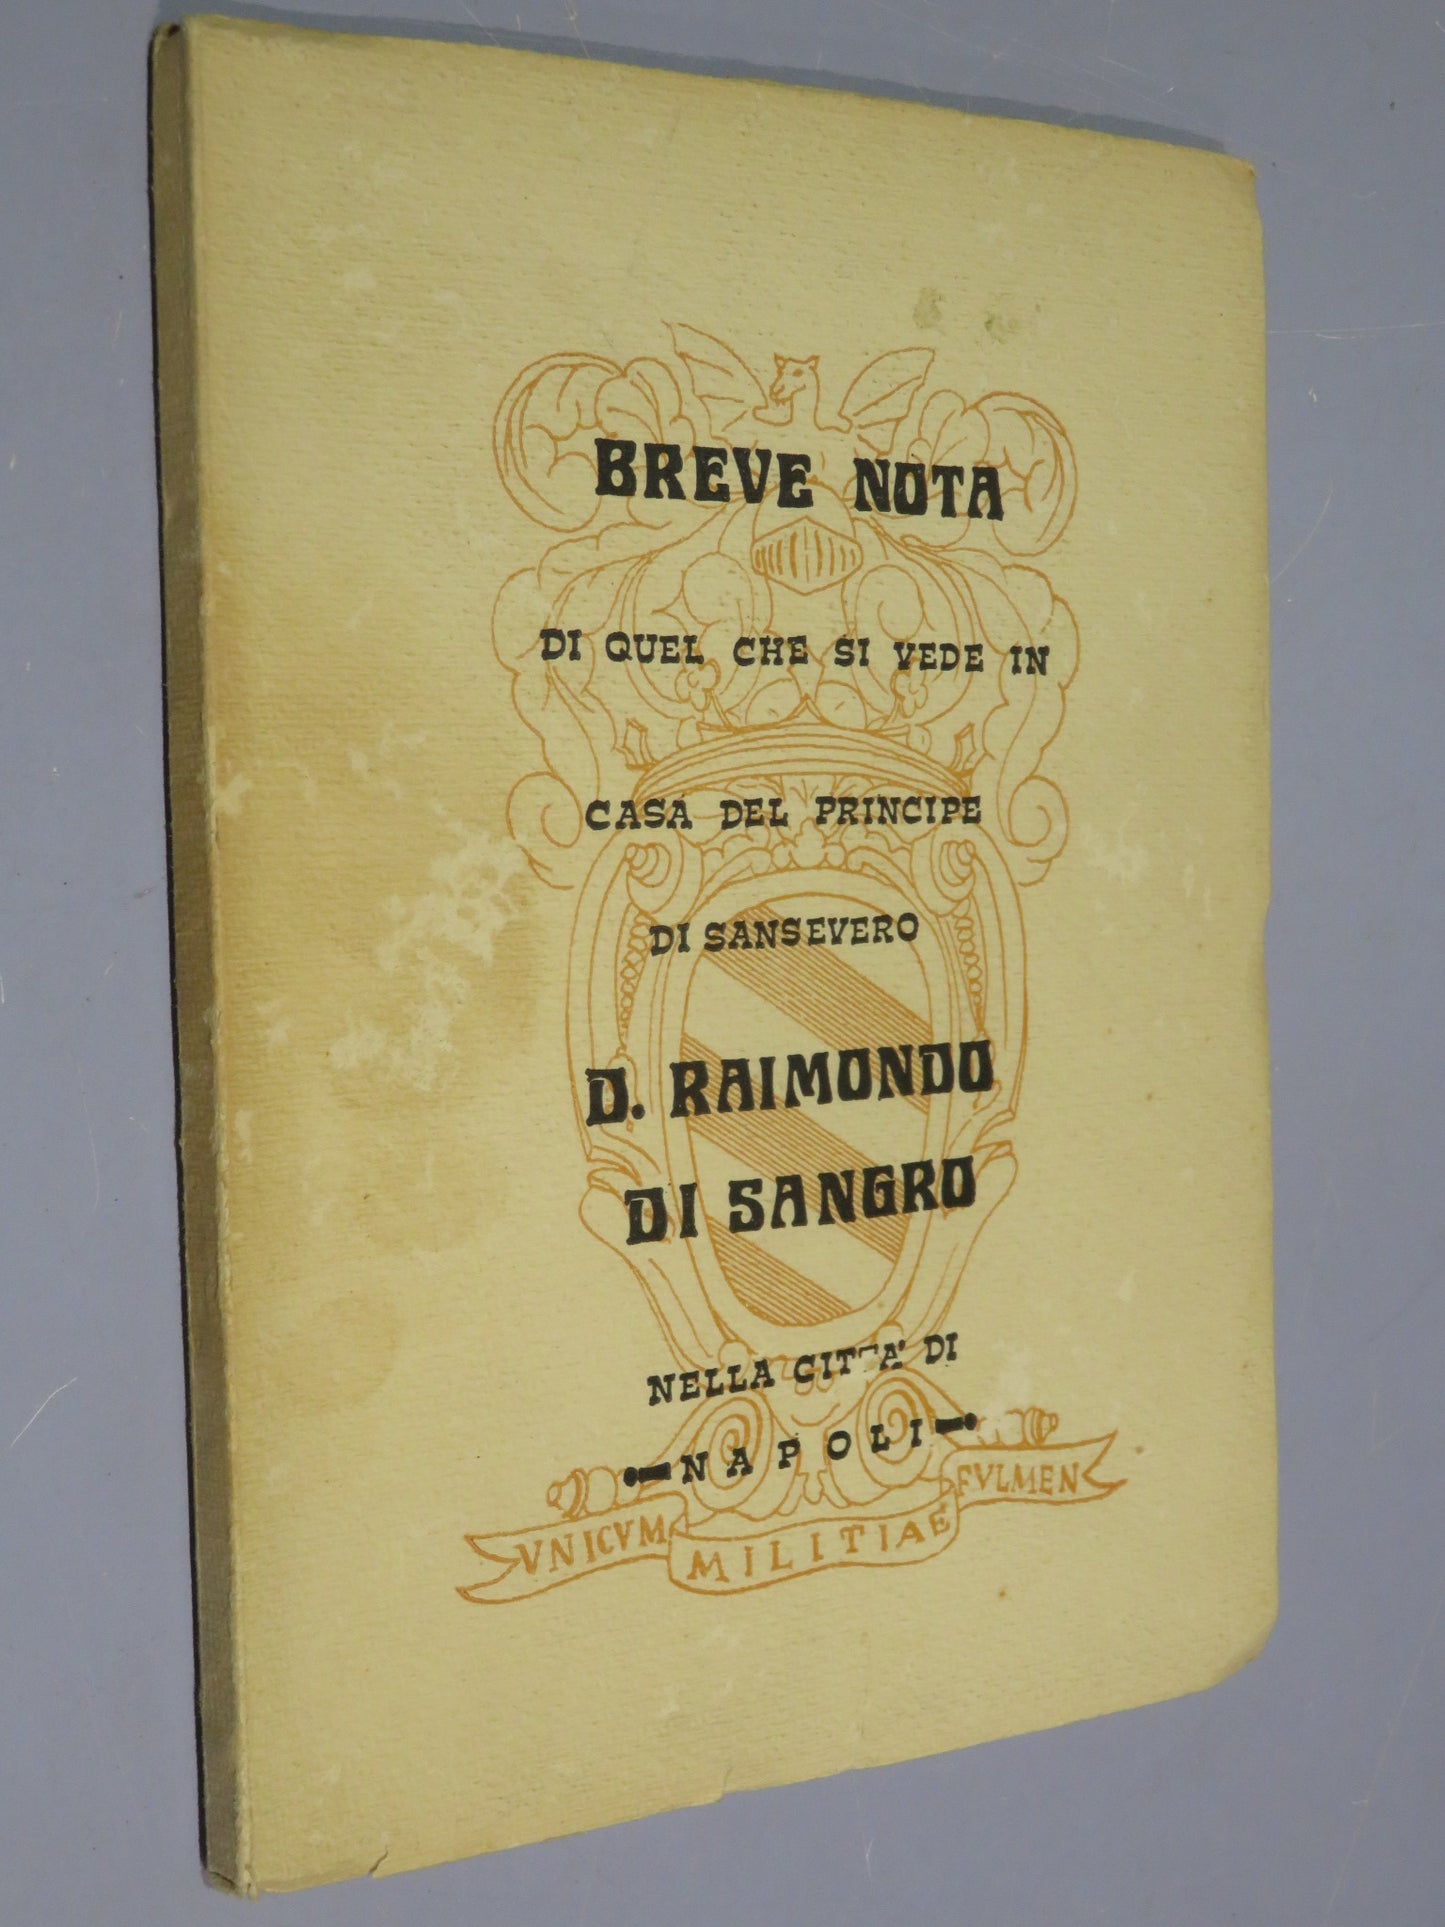 BREVE NOTA
DI QUEL CHE SI VEDE IN
CASA DEL PRINCIPE
DI SANSEVERO
D. RAIMONDO
DI SANGRO
NELLA CITTA' DI
NAPOLI
VNICVM MILITIAE FVLMEN